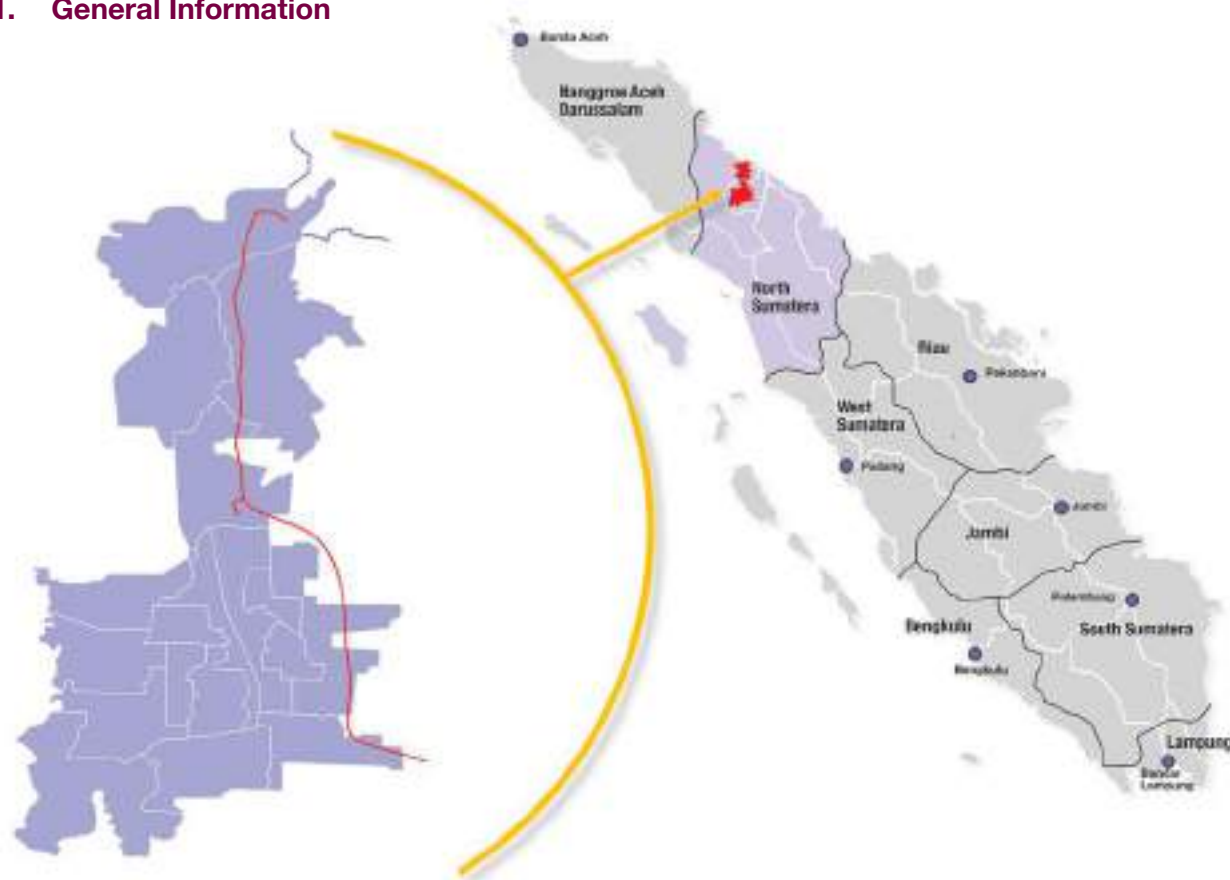 1. General Information
Banda Aceh
Nanggroe Aceh
Darussalam
North
Sumatera
Riau
Pekanbaru
West
Sumatera
Padang
Jambi
Jambi
Palembang
Bengkulu
South Sumatera
Bengkulu
Lampung
Bandar
Lampung